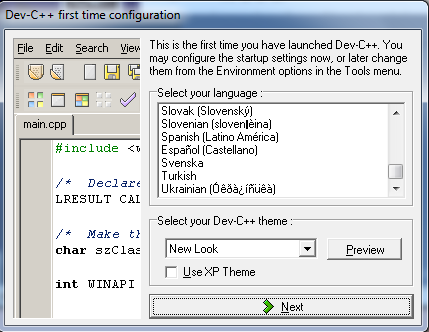 Dev-C++ first time configuration
File Edit Search View
main.cpp
#include <w
/* Declare
LRESULT CAL
/* Make th
char szClas
int WINAPI
This is the first time you have launched Dev-C++. You
may configure the startup settings now, or later change
them from the Environment options in the Tools menu.
Select your language :
Slovak (Slovenský)
Slovenian (slovenšèina)
Spanish (Latino América)
Español (Castellano)
Svenska
Turkish
Ukrainian (Óêðà¿íñüêà)
Select your Dev-C++ theme :
New Look
Preview
Use XP Theme
Next